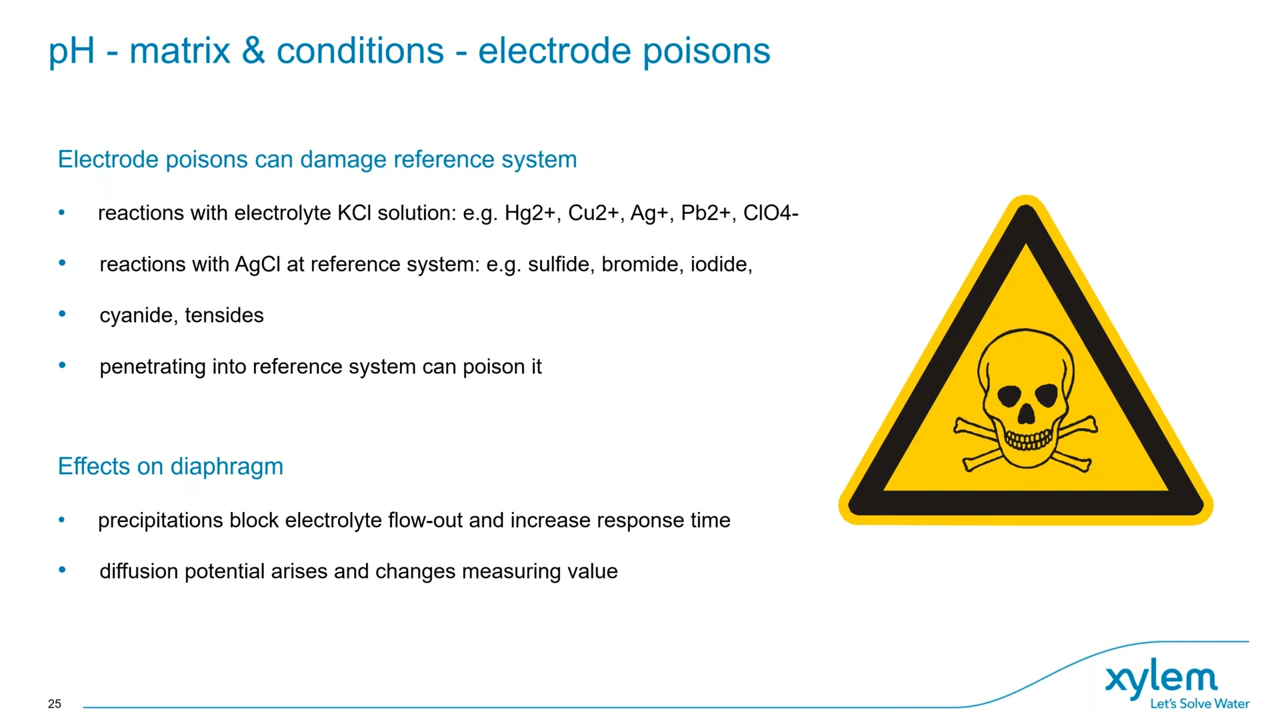 pH - matrix & conditions - electrode poisons
Electrode poisons can damage reference system
• reactions with electrolyte KCl solution: e.g. Hg2+, Cu2+, Ag+, Pb2+, ClO4-
• reactions with AgCl at reference system: e.g. sulfide, bromide, iodide,
• cyanide, tensides
• penetrating into reference system can poison it
Effects on diaphragm
• precipitations block electrolyte flow-out and increase response time
• diffusion potential arises and changes measuring value
25
xylem
Let's Solve Water